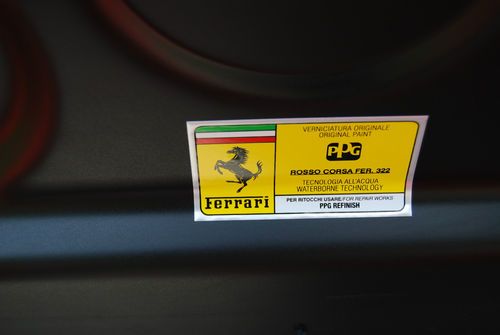 VERNICIATURA ORIGINALE
ORIGINAL PAINT
PPG
ROSSO CORSA FER. 322
TECNOLOGIA ALL'ACQUA
WATERBORNE TECHNOLOGY
Ferrari
PER RITOCCHI USARE/FOR REPAIR WORKS
PPG REFINISH